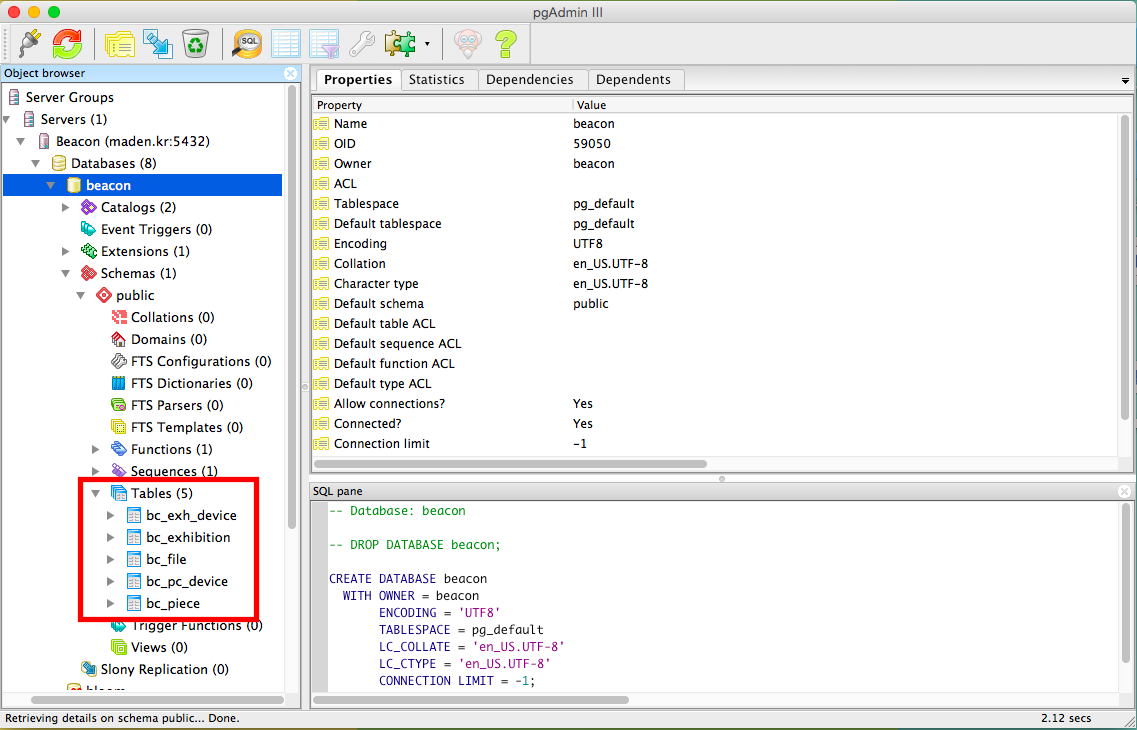 pgAdmin III
SQL
Object browser
Server Groups
Servers (1)
Beacon (maden.kr:5432)
Databases (8)
beacon
Catalogs (2)
Event Triggers (0)
Extensions (1)
Schemas (1)
public
Collations (0)
Domains (0)
FTS Configurations (0)
FTS Dictionaries (0)
FTS Parsers (0)
FTS Templates (0)
Functions (1)
Sequences (1)
Tables (5)
bc_exh_device
bc_exhibition
bc_file
bc_pc_device
bc_piece
Trigger Functions (0)
Views (0)
Slony Replication (0)
Properties Statistics Dependencies Dependents
Property Value
Name beacon
OID 59050
Owner beacon
ACL
Tablespace pg_default
Default tablespace pg_default
Encoding UTF8
Collation en_US.UTF-8
Character type en_US.UTF-8
Default schema public
Default table ACL
Default sequence ACL
Default function ACL
Default type ACL
Allow connections? Yes
Connected? Yes
Connection limit -1
SQL pane
-- Database: beacon
-- DROP DATABASE beacon;
CREATE DATABASE beacon
WITH OWNER = beacon
ENCODING = 'UTF8'
TABLESPACE = pg_default
LC_COLLATE = 'en_US.UTF-8'
LC_CTYPE = 'en_US.UTF-8'
CONNECTION LIMIT = -1;
Retrieving details on schema public... Done. 2.12 secs